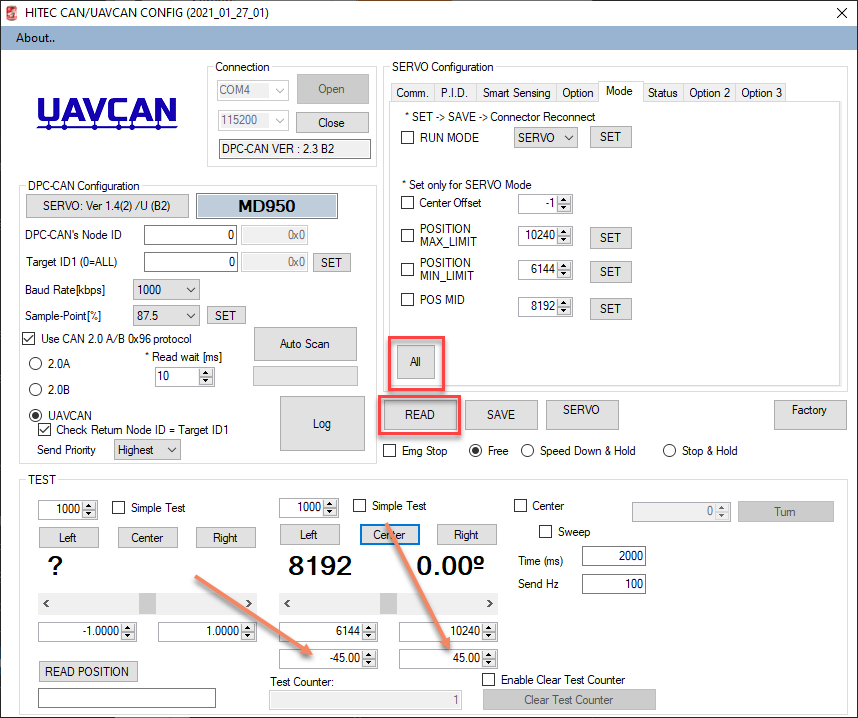 HITEC CAN/UAVCAN CONFIG (2021_01_27_01)
About..
UAVCAN
Connection
COM4
Open
115200
Close
DPC-CAN VER : 2.3 B2
DPC-CAN Configuration
SERVO: Ver 1.4(2) /U (B2)
MD950
DPC-CAN's Node ID
0
0x0
Target ID1 (0=ALL)
0
0x0
SET
Baud Rate[kbps]
1000
Sample-Point[%]
87.5
SET
Use CAN 2.0 A/B 0x96 protocol
* Read wait [ms]
10
2.0A
2.0B
UAVCAN
Check Return Node ID = Target ID1
Send Priority
Highest
Auto Scan
Log
SERVO Configuration
Comm.
P.I.D.
Smart Sensing
Option
Mode
Status
Option 2
Option 3
* SET -> SAVE -> Connector Reconnect
RUN MODE
SERVO
SET
* Set only for SERVO Mode
Center Offset
-1
POSITION
MAX_LIMIT
10240
SET
POSITION
MIN_LIMIT
6144
SET
POS MID
8192
SET
All
READ
SAVE
SERVO
Factory
Emg Stop
Free
Speed Down & Hold
Stop & Hold
TEST
1000
Simple Test
Left
Center
Right
?
-1.0000
1.0000
READ POSITION
1000
Simple Test
Left
Center
Right
8192
0.00º
6144
10240
-45.00
45.00
Test Counter:
1
Center
0
Turn
Sweep
Time (ms)
2000
Send Hz
100
Enable Clear Test Counter
Clear Test Counter